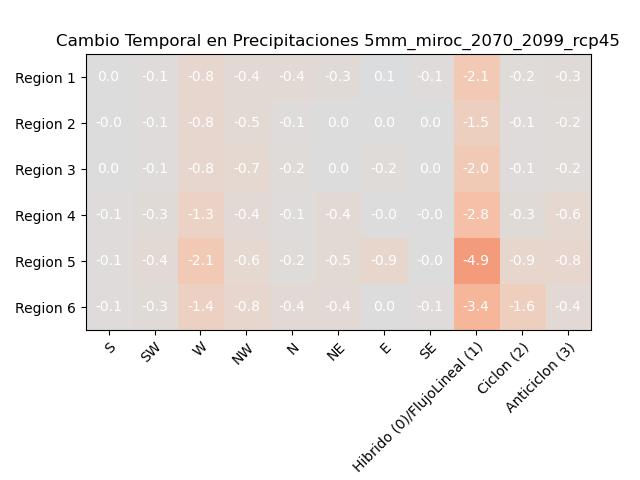 Cambio Temporal en Precipitaciones 5mm_miroc_2070_2099_rcp45
Region 1 0.0 -0.1 -0.8 -0.4 -0.4 -0.3 0.1 -0.1 -2.1 -0.2 -0.3
Region 2 -0.0 -0.1 -0.8 -0.5 -0.1 0.0 0.0 0.0 -1.5 -0.1 -0.2
Region 3 0.0 -0.1 -0.8 -0.7 -0.2 0.0 -0.2 0.0 -2.0 -0.1 -0.2
Region 4 -0.1 -0.3 -1.3 -0.4 -0.1 -0.4 -0.0 -0.0 -2.8 -0.3 -0.6
Region 5 -0.1 -0.4 -2.1 -0.6 -0.2 -0.5 -0.9 -0.0 -4.9 -0.9 -0.8
Region 6 -0.1 -0.3 -1.4 -0.8 -0.4 -0.4 0.0 -0.1 -3.4 -1.6 -0.4
S SW W NW N NE E SE Hibrido (0)/FlujoLineal (1) Ciclon (2) Anticiclon (3)